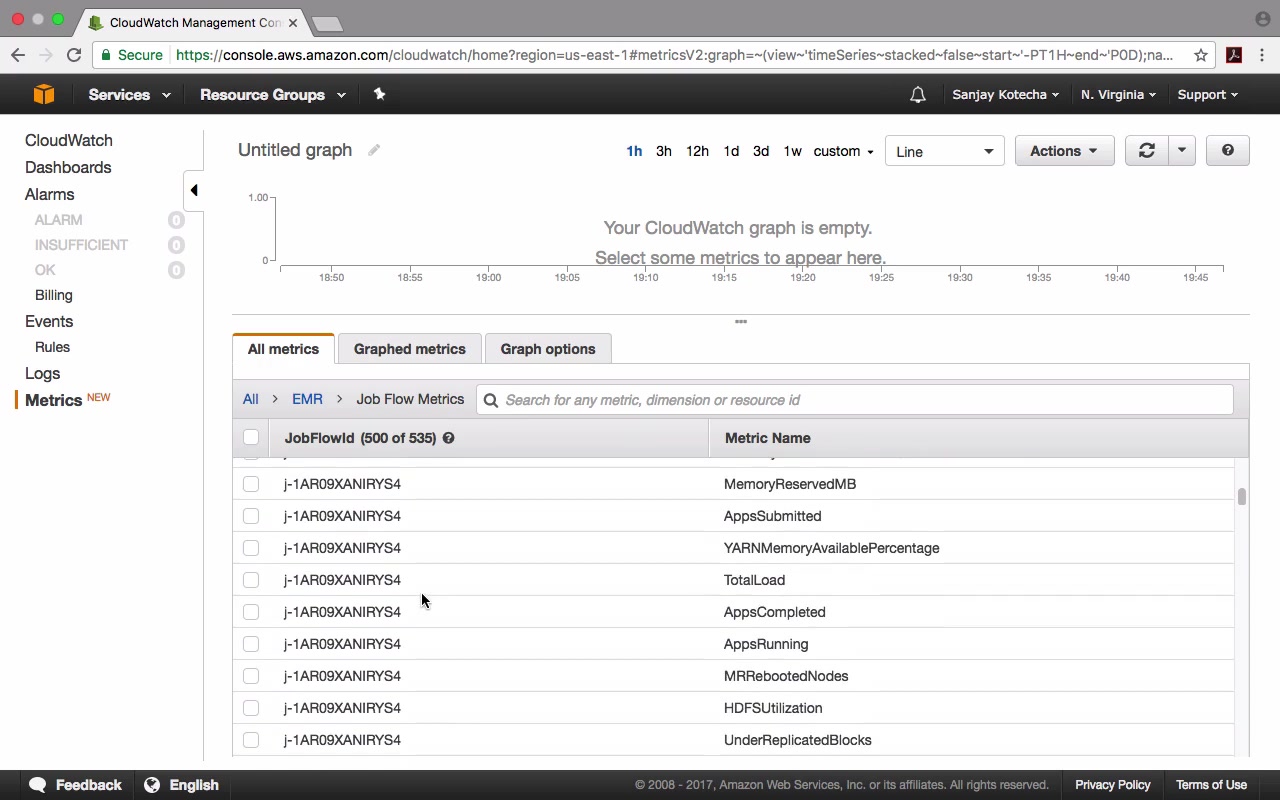 CloudWatch Management Con
Secure https://console.aws.amazon.com/cloudwatch/home?region=us-east-1#metricsV2:graph=~(view~'timeSeries~stacked~false~start~'-PT1H~end~'P0D);na...
Services Resource Groups Sanjay Kotecha N. Virginia Support
CloudWatch
Dashboards
Alarms
ALARM 0
INSUFFICIENT 0
OK 0
Billing
Events
Rules
Logs
Metrics NEW
Untitled graph 1h 3h 12h 1d 3d 1w custom Line Actions
1.00
0
Your CloudWatch graph is empty.
Select some metrics to appear here.
18:50 18:55 19:00 19:05 19:10 19:15 19:20 19:25 19:30 19:35 19:40 19:45
All metrics Graphed metrics Graph options
All > EMR > Job Flow Metrics Search for any metric, dimension or resource id
JobFlowId (500 of 535) Metric Name
j-1AR09XANIRYS4 MemoryReservedMB
j-1AR09XANIRYS4 AppsSubmitted
j-1AR09XANIRYS4 YARNMemoryAvailablePercentage
j-1AR09XANIRYS4 TotalLoad
j-1AR09XANIRYS4 AppsCompleted
j-1AR09XANIRYS4 AppsRunning
j-1AR09XANIRYS4 MRRebootedNodes
j-1AR09XANIRYS4 HDFSUtilization
j-1AR09XANIRYS4 UnderReplicatedBlocks
Feedback English © 2008 - 2017, Amazon Web Services, Inc. or its affiliates. All rights reserved. Privacy Policy Terms of Use